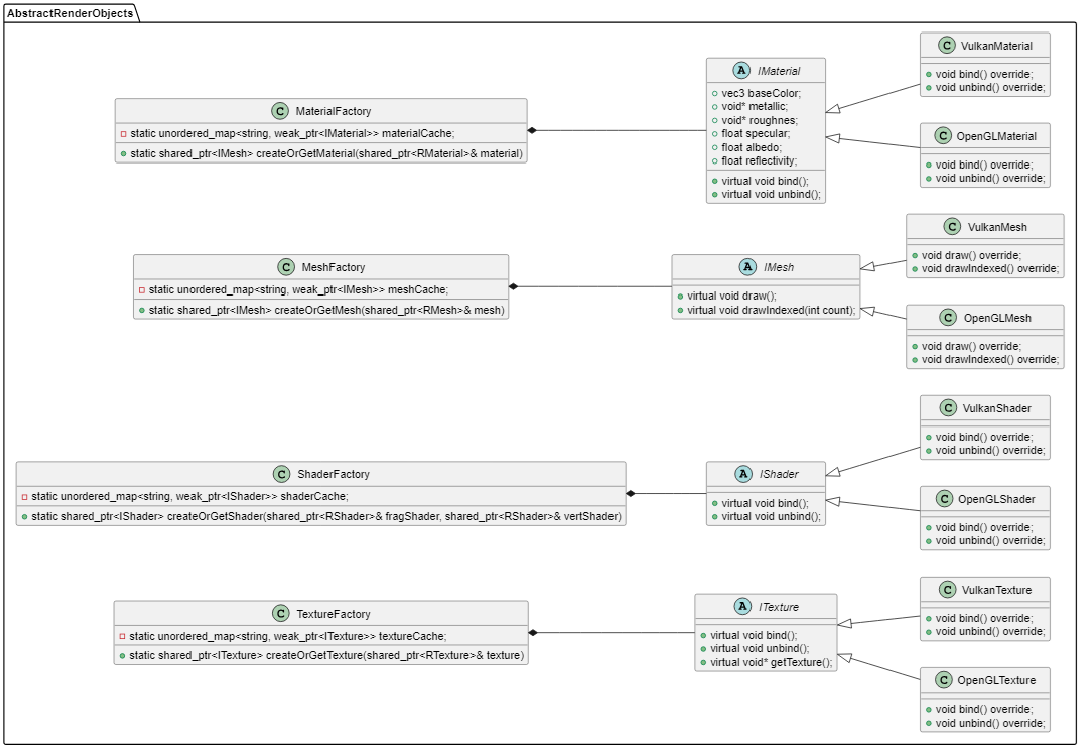 AbstractRenderObjects
C MaterialFactory
static unordered_map<string, weak_ptr<IMaterial>> materialCache;
static shared_ptr<IMesh> createOrGetMaterial(shared_ptr<RMaterial>& material)
A IMaterial
vec3 baseColor;
void* metallic;
void* roughnes;
float specular;
float albedo;
float reflectivity;
virtual void bind();
virtual void unbind();
C VulkanMaterial
void bind() override;
void unbind() override;
C OpenGLMaterial
void bind() override;
void unbind() override;
C MeshFactory
static unordered_map<string, weak_ptr<IMesh>> meshCache;
static shared_ptr<IMesh> createOrGetMesh(shared_ptr<RMesh>& mesh)
A IMesh
virtual void draw();
virtual void drawIndexed(int count);
C VulkanMesh
void draw() override;
void drawIndexed() override;
C OpenGLMesh
void draw() override;
void drawIndexed() override;
C ShaderFactory
static unordered_map<string, weak_ptr<IShader>> shaderCache;
static shared_ptr<IShader> createOrGetShader(shared_ptr<RShader>& fragShader, shared_ptr<RShader>& vertShader)
A IShader
virtual void bind();
virtual void unbind();
C VulkanShader
void bind() override;
void unbind() override;
C OpenGLShader
void bind() override;
void unbind() override;
C TextureFactory
static unordered_map<string, weak_ptr<ITexture>> textureCache;
static shared_ptr<ITexture> createOrGetTexture(shared_ptr<RTexture>& texture)
A ITexture
virtual void bind();
virtual void unbind();
virtual void* getTexture();
C VulkanTexture
void bind() override;
void unbind() override;
C OpenGLTexture
void bind() override;
void unbind() override;